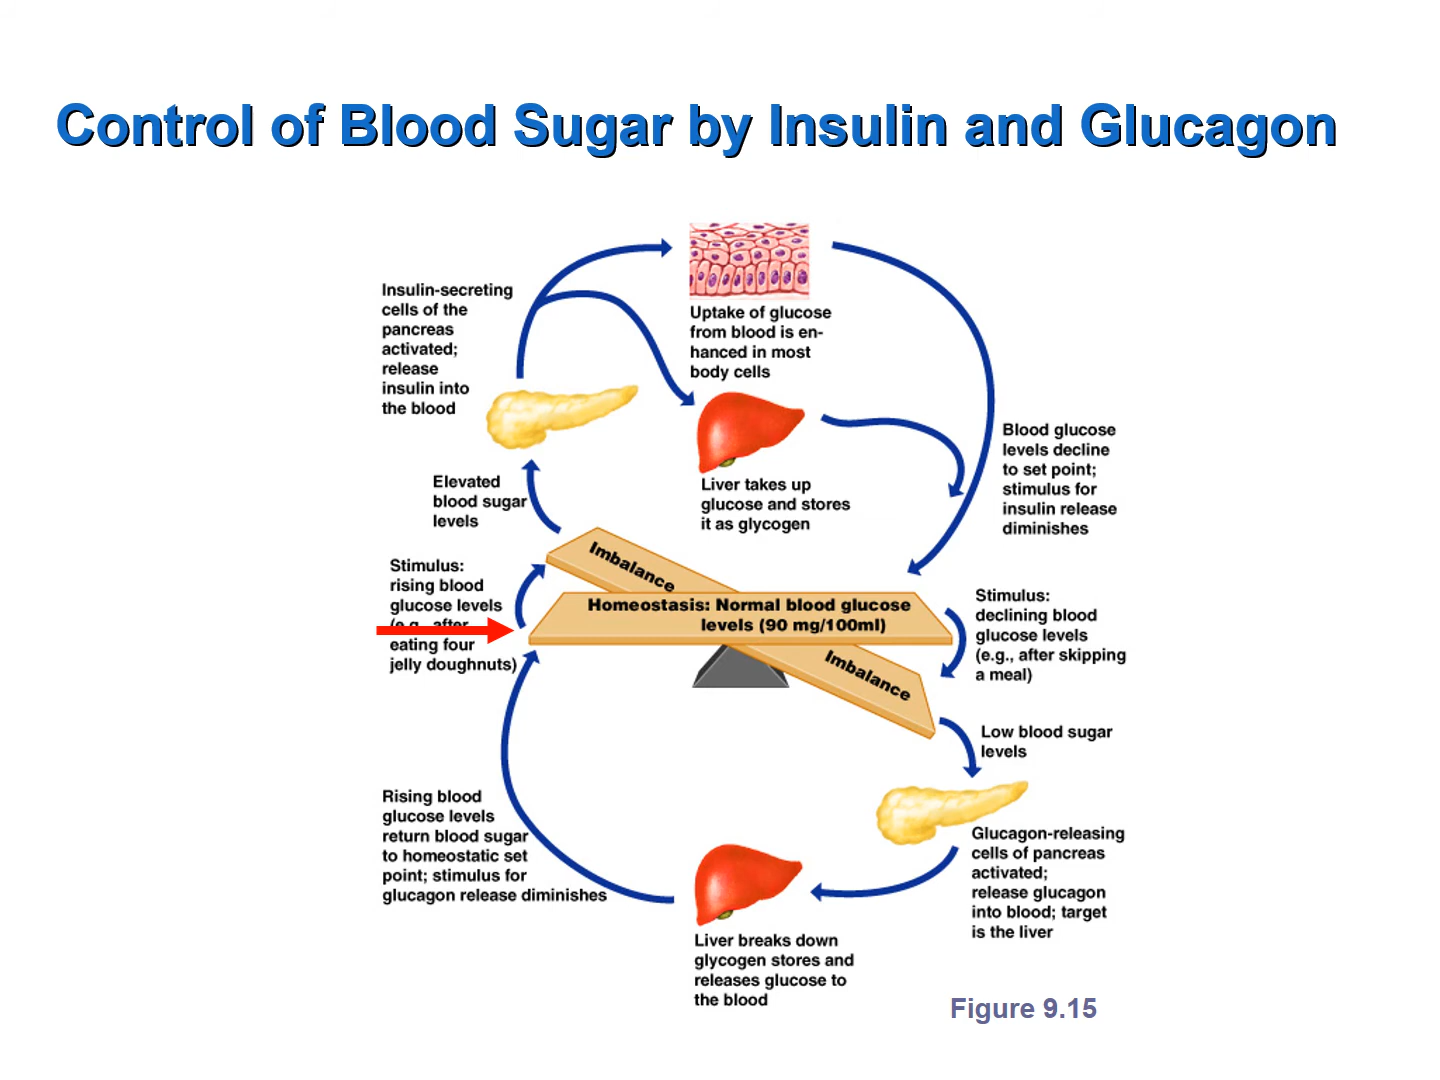 Control of Blood Sugar by Insulin and Glucagon
Insulin-secreting
cells of the
pancreas
activated;
release
insulin into
the blood
Uptake of glucose
from blood is en-
hanced in most
body cells
Elevated
blood sugar
levels
Liver takes up
glucose and stores
it as glycogen
Blood glucose
levels decline
to set point;
stimulus for
insulin release
diminishes
Imbalance
Stimulus:
rising blood
glucose levels
(e.g., after
eating four
jelly doughnuts)
Homeostasis: Normal blood glucose
levels (90 mg/100ml)
Stimulus:
declining blood
glucose levels
(e.g., after skipping
a meal)
Imbalance
Low blood sugar
levels
Rising blood
glucose levels
return blood sugar
to homeostatic set
point; stimulus for
glucagon release diminishes
Glucagon-releasing
cells of pancreas
activated;
release glucagon
into blood; target
is the liver
Liver breaks down
glycogen stores and
releases glucose to
the blood
Figure 9.15